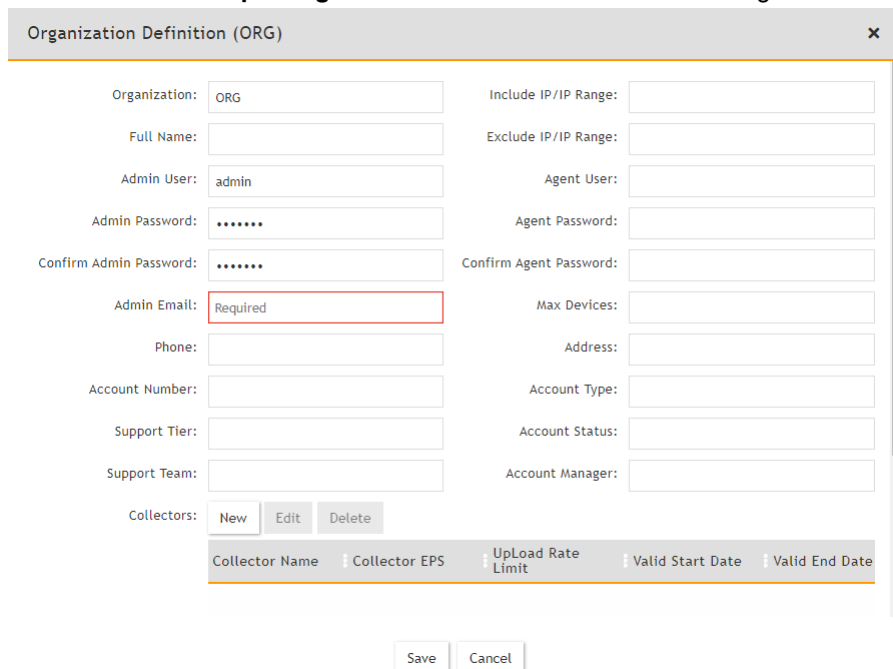 Organization Definition (ORG) ×
Organization: ORG Include IP/IP Range:
Full Name: Exclude IP/IP Range:
Admin User: admin Agent User:
Admin Password: ••••••• Agent Password:
Confirm Admin Password: ••••••• Confirm Agent Password:
Admin Email: Required Max Devices:
Phone: Address:
Account Number: Account Type:
Support Tier: Account Status:
Support Team: Account Manager:
Collectors: New Edit Delete
Collector Name Collector EPS UpLoad Rate Limit Valid Start Date Valid End Date
Save Cancel